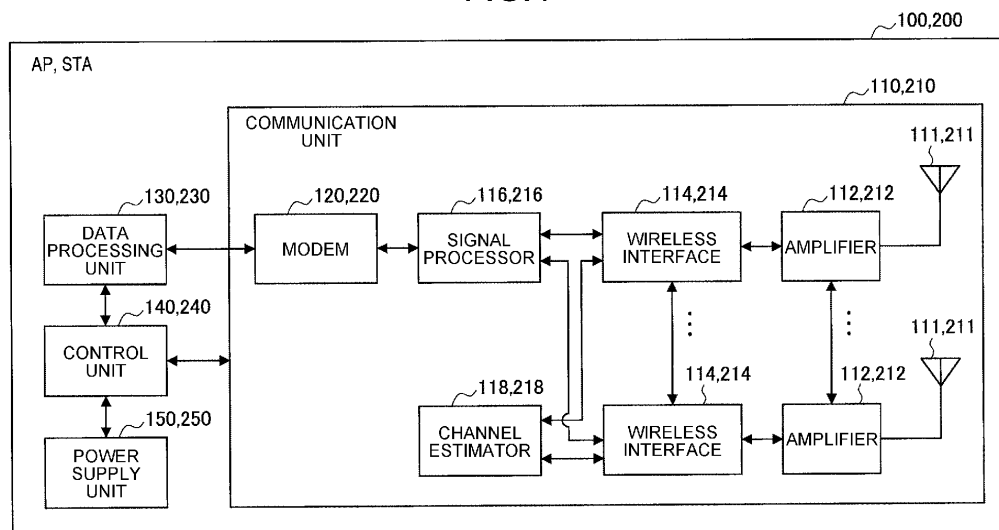 100,200
AP, STA
110,210
COMMUNICATION
UNIT
111,211
130,230
120,220
116,216
114,214
112,212
DATA
PROCESSING
UNIT
MODEM
SIGNAL
PROCESSOR
WIRELESS
INTERFACE
AMPLIFIER
140,240
CONTROL
UNIT
111,211
118,218
114,214
112,212
150,250
POWER
SUPPLY
UNIT
CHANNEL
ESTIMATOR
WIRELESS
INTERFACE
AMPLIFIER